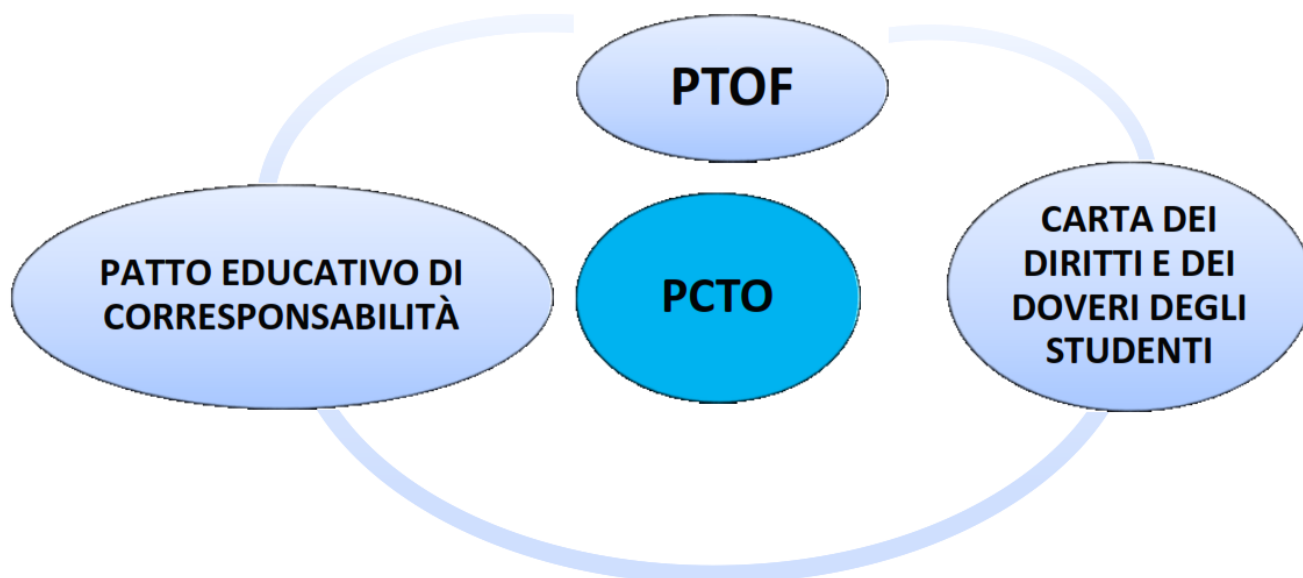 PTOF
PATTO EDUCATIVO DI
CORRESPONSABILITÀ
PCTO
CARTA DEI
DIRITTI E DEI
DOVERI DEGLI
STUDENTI